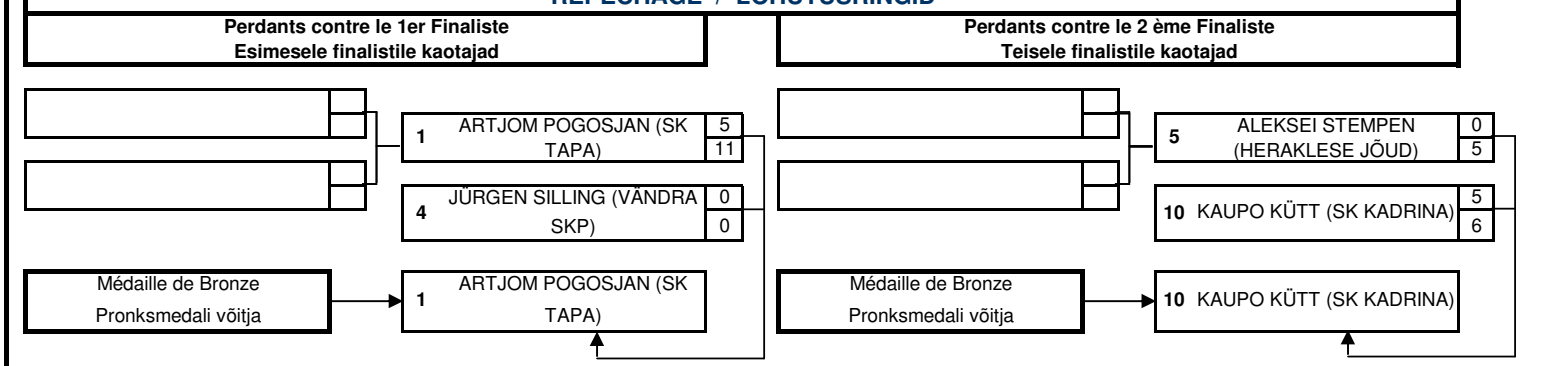 REPECHAGE / LOHUTUSRINGID
Perdants contre le 1er Finaliste
Esimesele finalistile kaotajad
Perdants contre le 2 ème Finaliste
Teisele finalistile kaotajad
1 ARTJOM POGOSJAN (SK TAPA) 5 11
4 JÜRGEN SILLING (VÄNDRA SKP) 0 0
5 ALEKSEI STEMPEN (HERAKLESE JÕUD) 0 5
10 KAUPO KÜTT (SK KADRINA) 5 6
Médaille de Bronze
Pronksmedali võitja
1 ARTJOM POGOSJAN (SK
TAPA)
Médaille de Bronze
Pronksmedali võitja
10 KAUPO KÜTT (SK KADRINA)